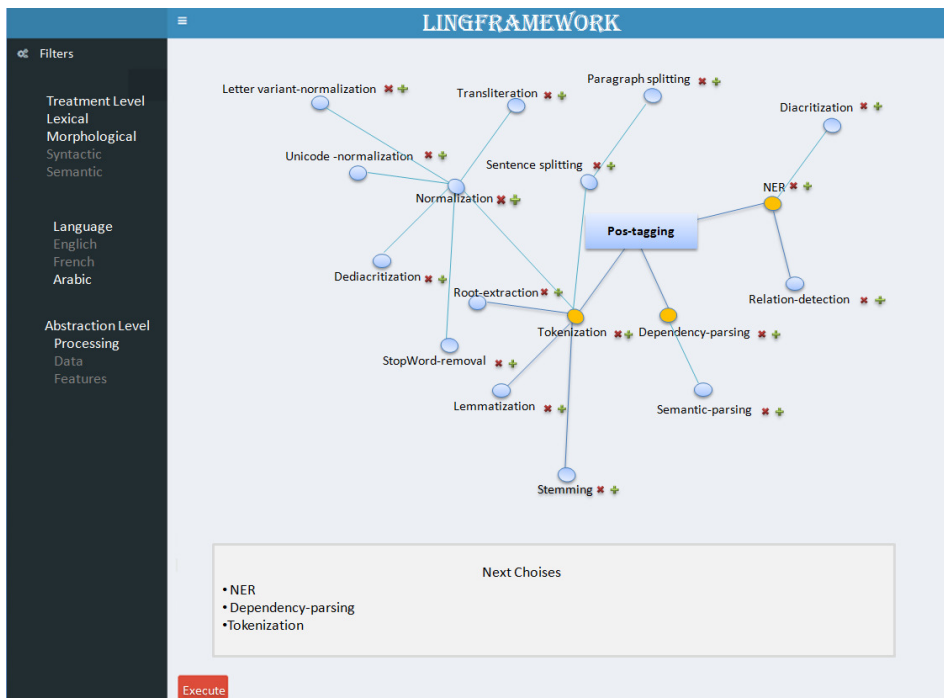 LINGFRAMEWORK
Filters
Treatment Level
Lexical
Morphological
Syntactic
Semantic
Language
Englich
French
Arabic
Abstraction Level
Processing
Data
Features
Letter variant-normalization
Transliteration
Paragraph splitting
Diacritization
Unicode -normalization
Sentence splitting
NER
Normalization
Pos-tagging
Dediacritization
Root-extraction
Relation-detection
Tokenization
Dependency-parsing
StopWord-removal
Lemmatization
Semantic-parsing
Stemming
Next Choises
• NER
• Dependency-parsing
•Tokenization
Execute